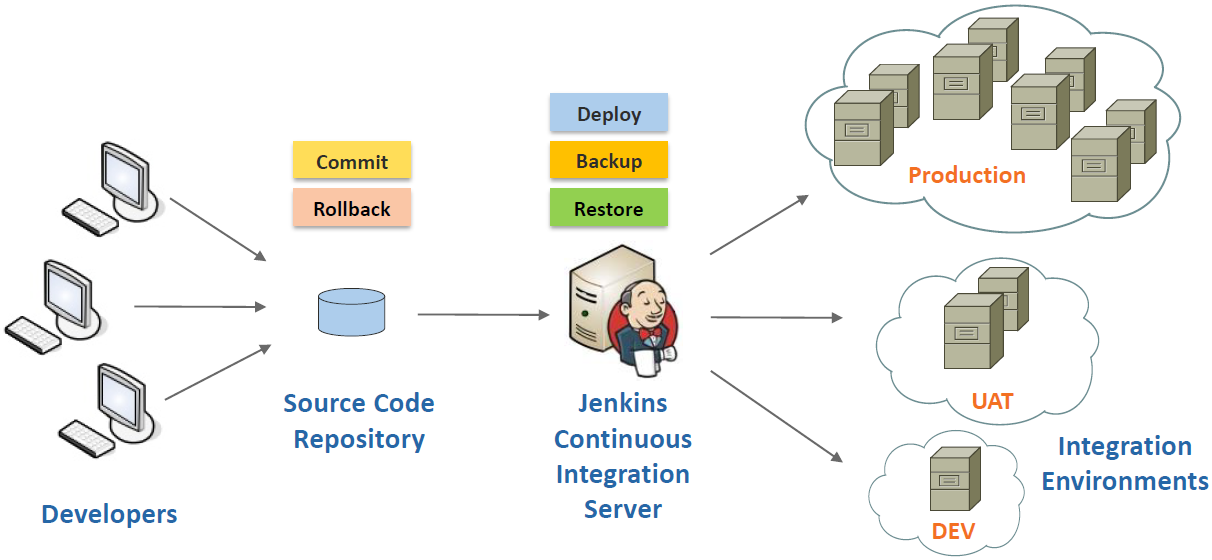 Deploy
Commit
Backup
Rollback
Restore
Production
UAT
Source Code
Repository
Jenkins
Continuous
Integration
Server
Integration
Environments
Developers
DEV